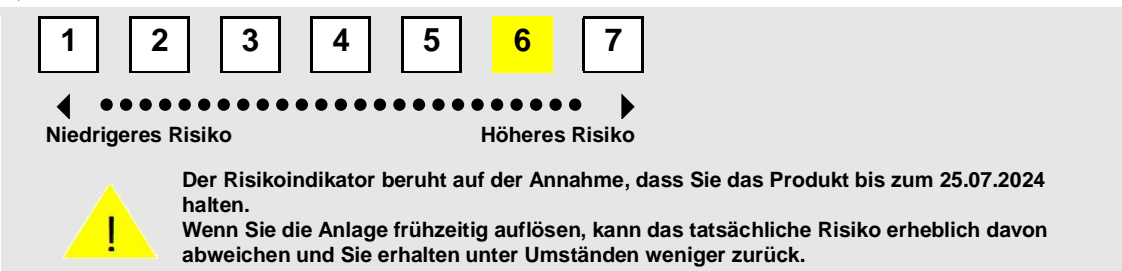 1 2 3 4 5 6 7
Niedrigeres Risiko Höheres Risiko
Der Risikoindikator beruht auf der Annahme, dass Sie das Produkt bis zum 25.07.2024
halten.
Wenn Sie die Anlage frühzeitig auflösen, kann das tatsächliche Risiko erheblich davon
abweichen und Sie erhalten unter Umständen weniger zurück.
!